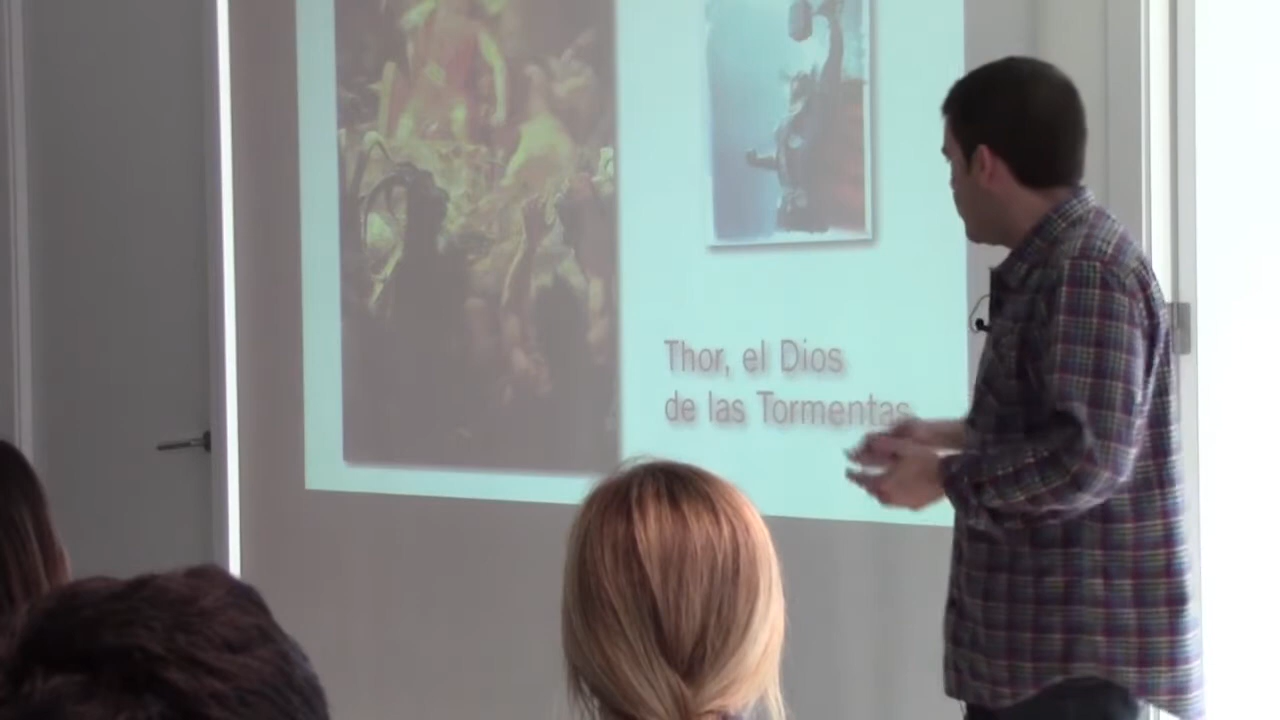 Thor, el Dios
de las Tormentas